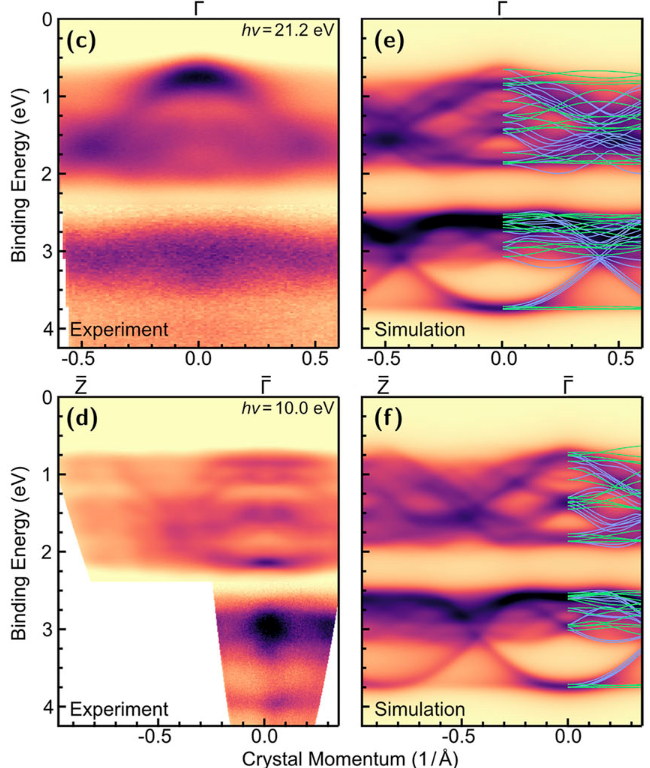 Γ Γ
(c) hν = 21.2 eV (e)
0
1
2
3
4
Binding Energy (eV)
Experiment Simulation
-0.5 0.0 0.5 -0.5 0.0 0.5
Z̄ Γ̄ Z̄ Γ̄
(d) hν = 10.0 eV (f)
0
1
2
3
4
Binding Energy (eV)
Experiment Simulation
-0.5 0.0 -0.5 0.0
Crystal Momentum (1/Å)